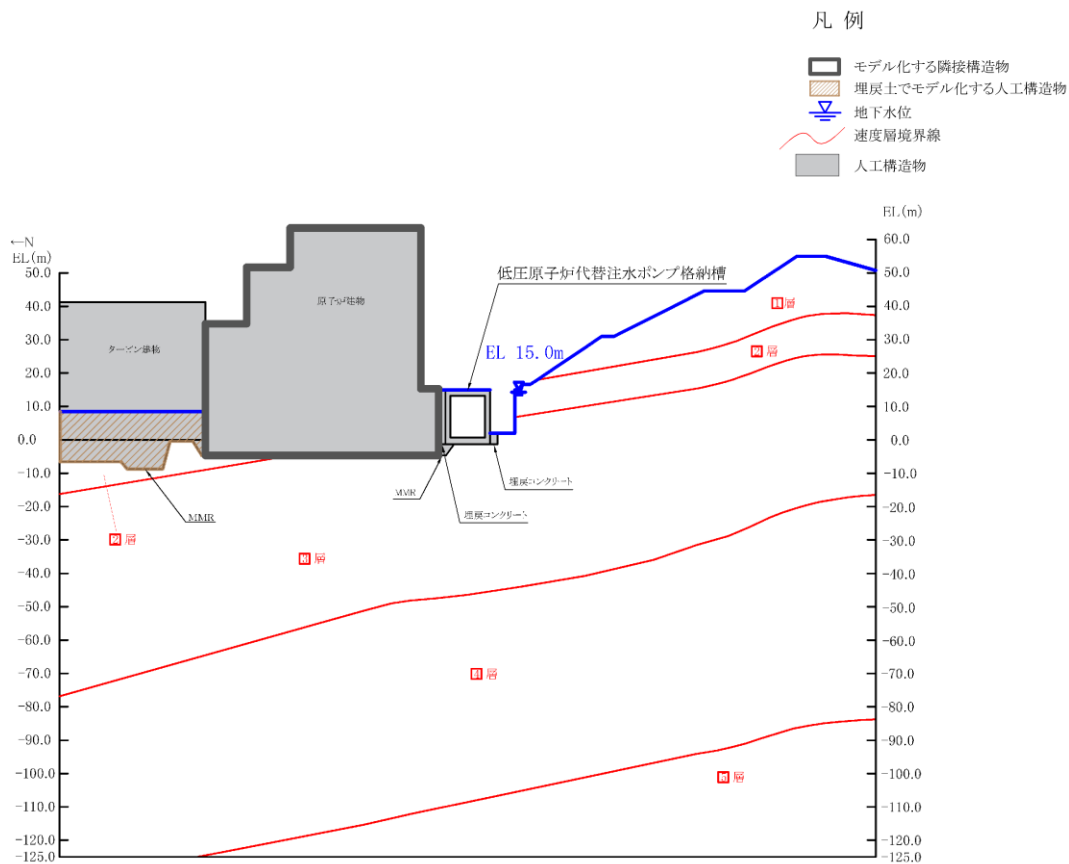 凡 例
モデル化する隣接構造物
埋戻土でモデル化する人工構造物
地下水位
速度層境界線
人工構造物
←N
EL(m)
EL(m)
50.0
40.0
30.0
20.0
10.0
0.0
-10.0
-20.0
-30.0
-40.0
-50.0
-60.0
-70.0
-80.0
-90.0
-100.0
-110.0
-120.0
-125.0
60.0
50.0
40.0
30.0
20.0
10.0
0.0
-10.0
-20.0
-30.0
-40.0
-50.0
-60.0
-70.0
-80.0
-90.0
-100.0
-110.0
-120.0
-125.0
タービン建物
原子炉建物
低圧原子炉代替注水ポンプ格納槽
EL 15.0m
1層
2層
埋戻コンクリート
MMR
埋戻コンクリート
MMR
2層
3層
4層
5層